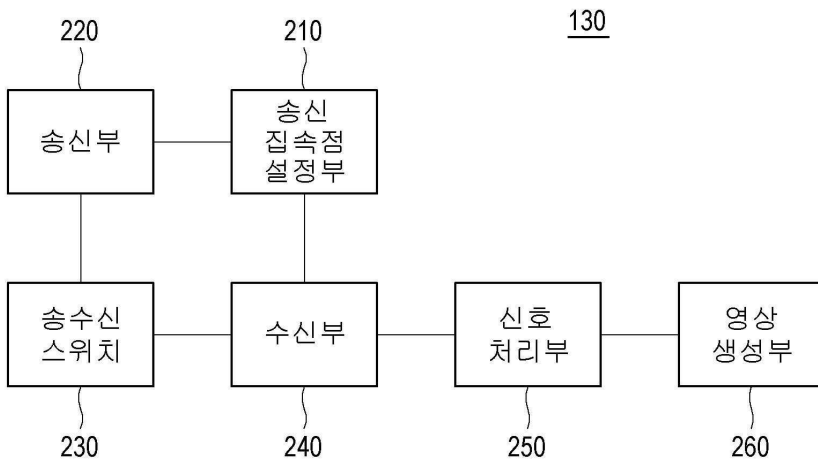 220
210
130
송신부
송신
집속점
설정부
송수신
스위치
수신부
신호
처리부
영상
생성부
230
240
250
260